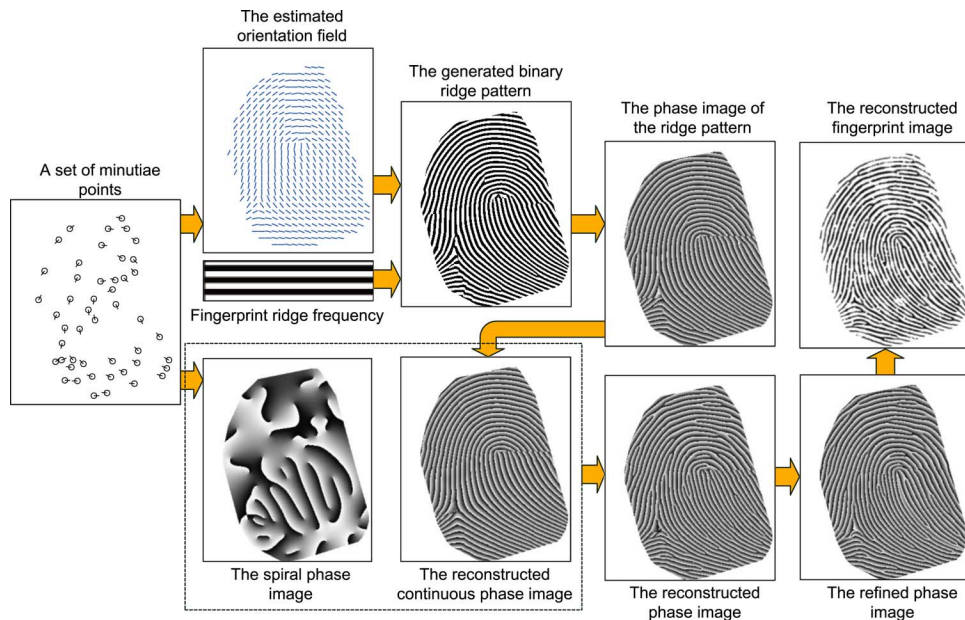 The estimated
orientation field
The generated binary
ridge pattern
The phase image of
the ridge pattern
The reconstructed
fingerprint image
A set of minutiae
points
Fingerprint ridge frequency
The spiral phase
image
The reconstructed
continuous phase image
The reconstructed
phase image
The refined phase
image